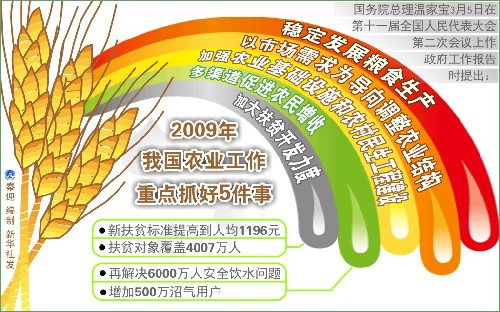 国务院总理温家宝3月5日在
第十一届全国人民代表大会
第二次会议上作
政府工作报告
时提出:
稳定发展粮食生产
以市场需求为导向调整农业结构
加强农业基础设施和农村民生工程建设
多渠道促进农民增收
加大扶贫开发力度
2009年
我国农业工作
重点抓好5件事
新扶贫标准提高到人均1196元
扶贫对象覆盖4007万人
再解决6000万人安全饮水问题
增加500万沼气用户
秦迎 编制 新华社发